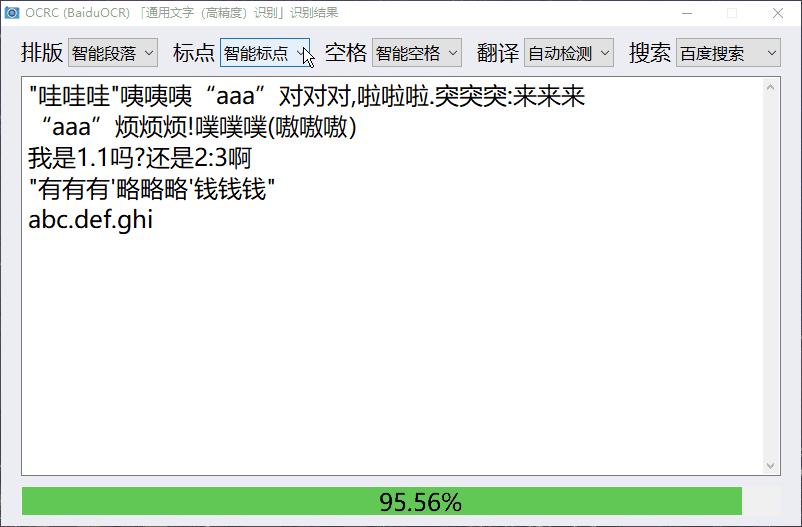 OCRC (BaiduOCR) 「通用文字（高精度）识别」识别结果
排版 智能段落 标点 智能标点 空格 智能空格 翻译 自动检测 搜索 百度搜索
"哇哇哇"咦咦咦“aaa”对对对,啦啦啦.突突突:来来来
“aaa”烦烦烦!噗噗噗(嗷嗷嗷)
我是1.1吗?还是2:3啊
"有有有'略略略'钱钱钱"
abc.def.ghi
95.56%